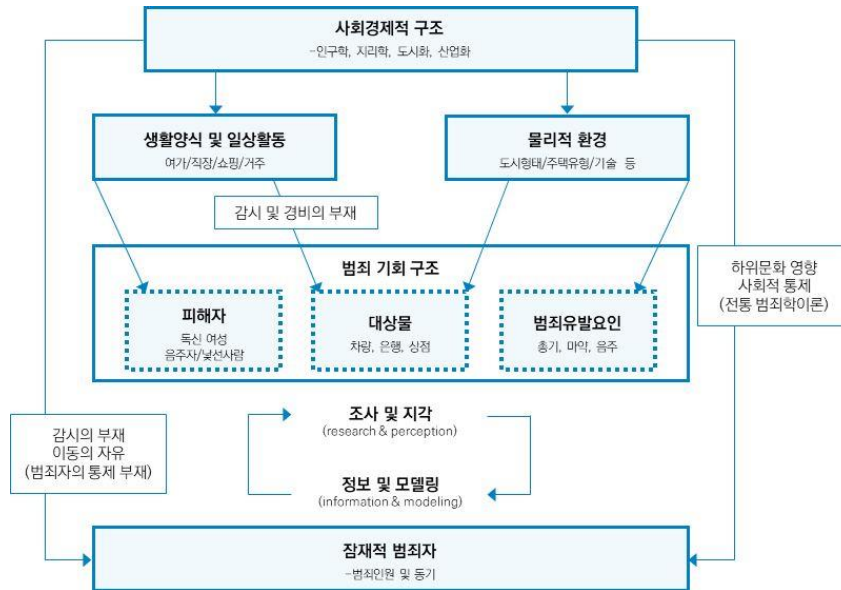 사회경제적 구조
-인구학, 지리학, 도시화, 산업화
생활양식 및 일상활동
여가/직장/쇼핑/거주
물리적 환경
도시형태/주택유형/기술 등
감시 및 경비의 부재
범죄 기회 구조
피해자
독신 여성
음주자/낯선사람
대상물
차량, 은행, 상점
범죄유발요인
총기, 마약, 음주
하위문화 영향
사회적 통제
(전통 범죄학이론)
감시의 부재
이동의 자유
(범죄자의 통제 부재)
조사 및 지각
(research & perception)
정보 및 모델링
(information & modeling)
잠재적 범죄자
-범죄인원 및 동기